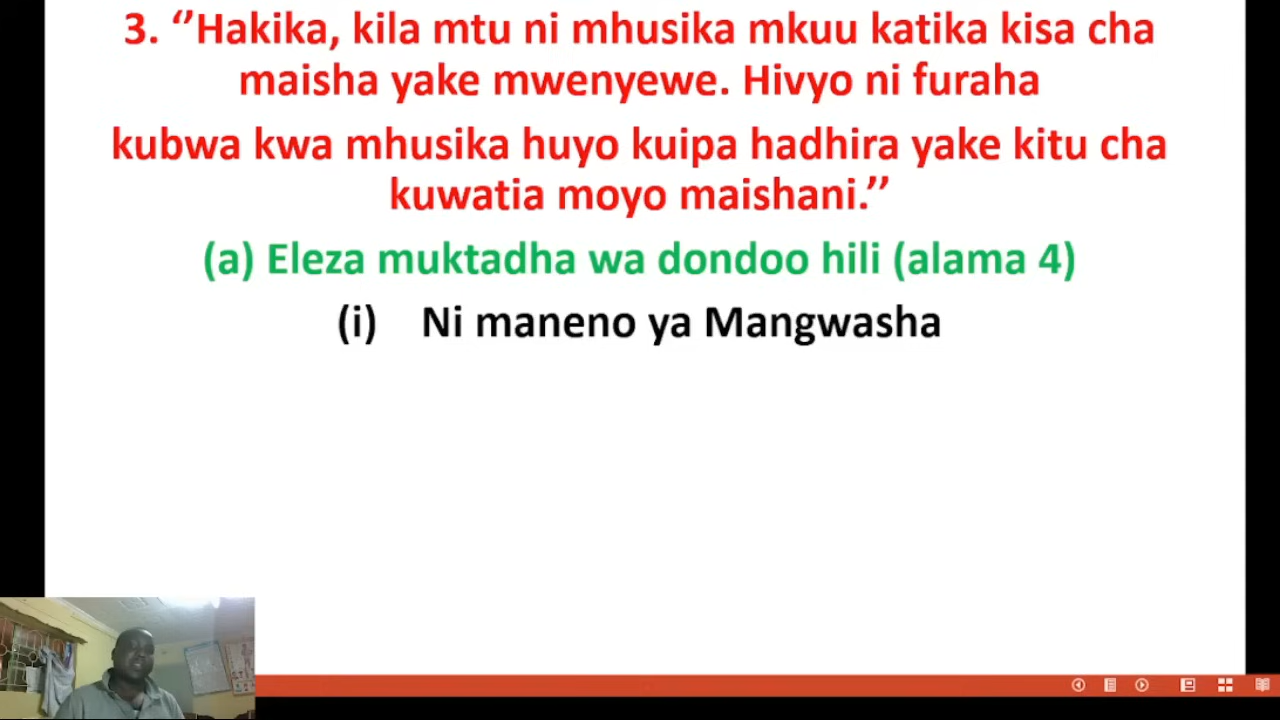 3. ‘’Hakika, kila mtu ni mhusika mkuu katika kisa cha
maisha yake mwenyewe. Hivyo ni furaha
kubwa kwa mhusika huyo kuipa hadhira yake kitu cha
kuwatia moyo maishani.’’
(a) Eleza muktadha wa dondoo hili (alama 4)
(i) Ni maneno ya Mangwasha